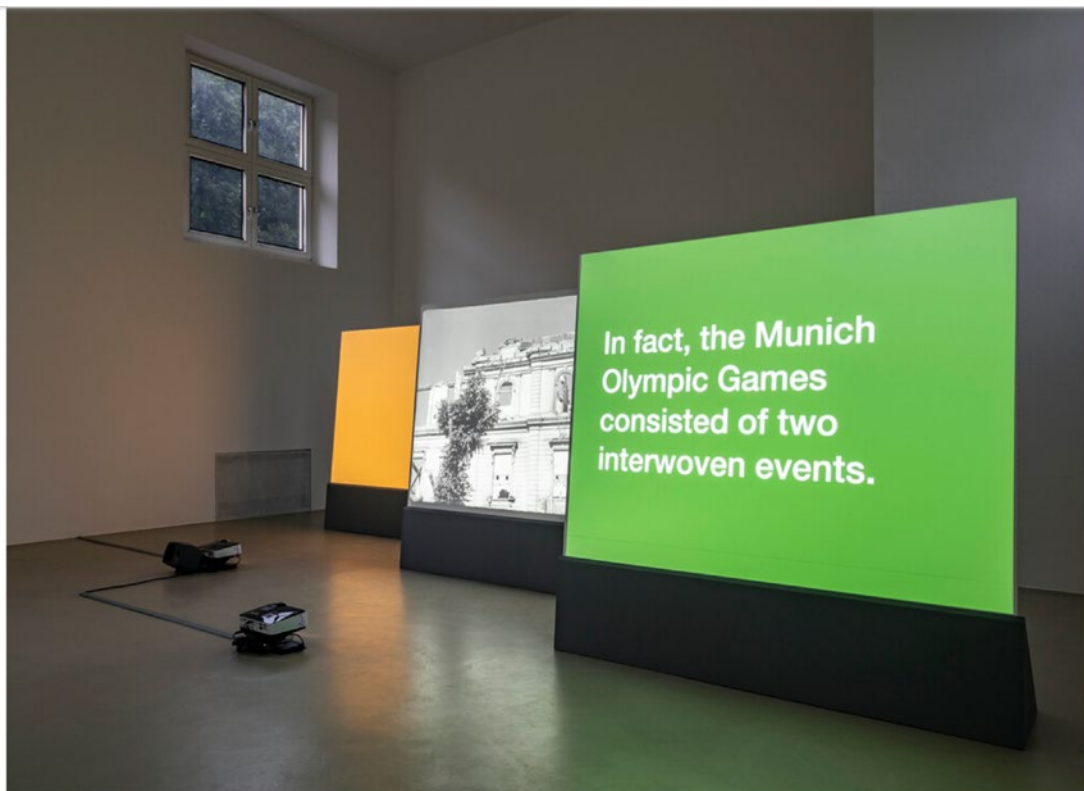 In fact, the Munich
Olympic Games
consisted of two
interwoven events.